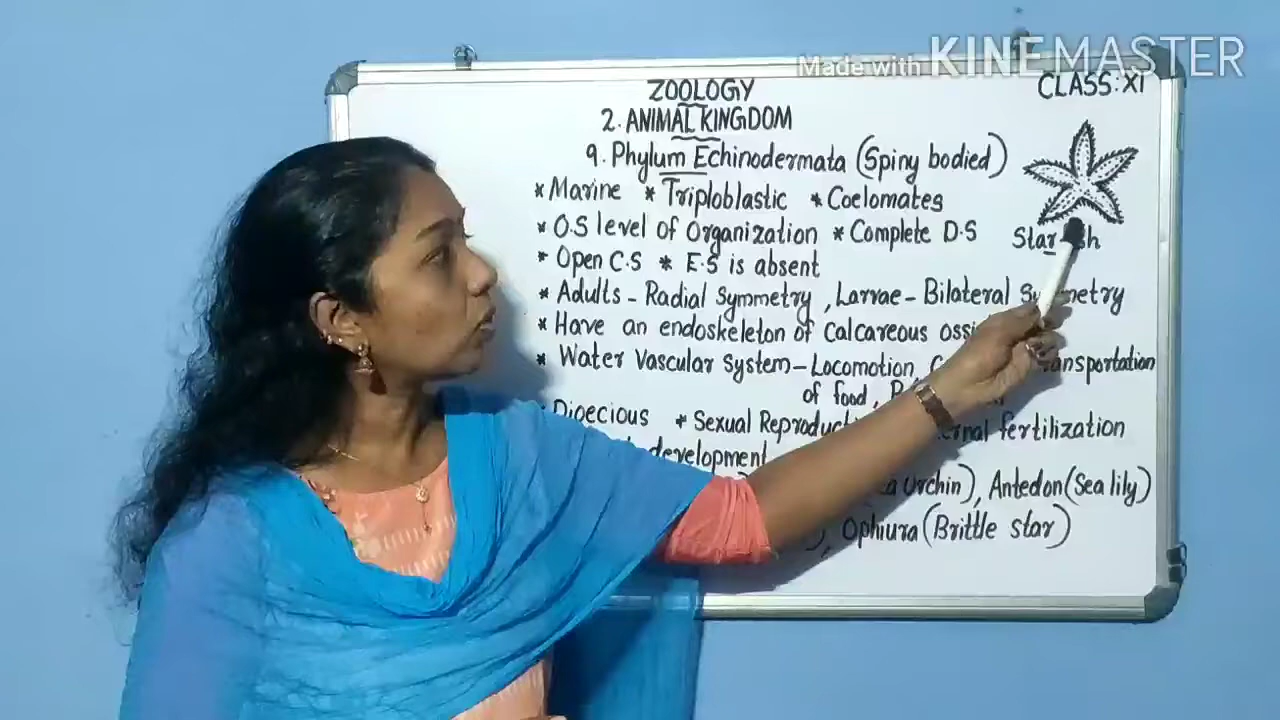 Made with KINEMASTER
ZOOLOGY
CLASS: XI
2. ANIMAL KINGDOM
9. Phylum Echinodermata (Spiny bodied)
* Marine * Triploblastic * Coelomates
* O.S level of Organization * Complete D.S
Star
* Open C.S * E.S is absent
* Adults - Radial Symmetry, Larvae - Bilateral
* Have an endoskeleton of Calcareous
* Water Vascular System - Locomotion,
of food,
Dioecious * Sexual fertilization
development
Urchin), Antedon (Sea lily)
, Ophiura (Brittle star)